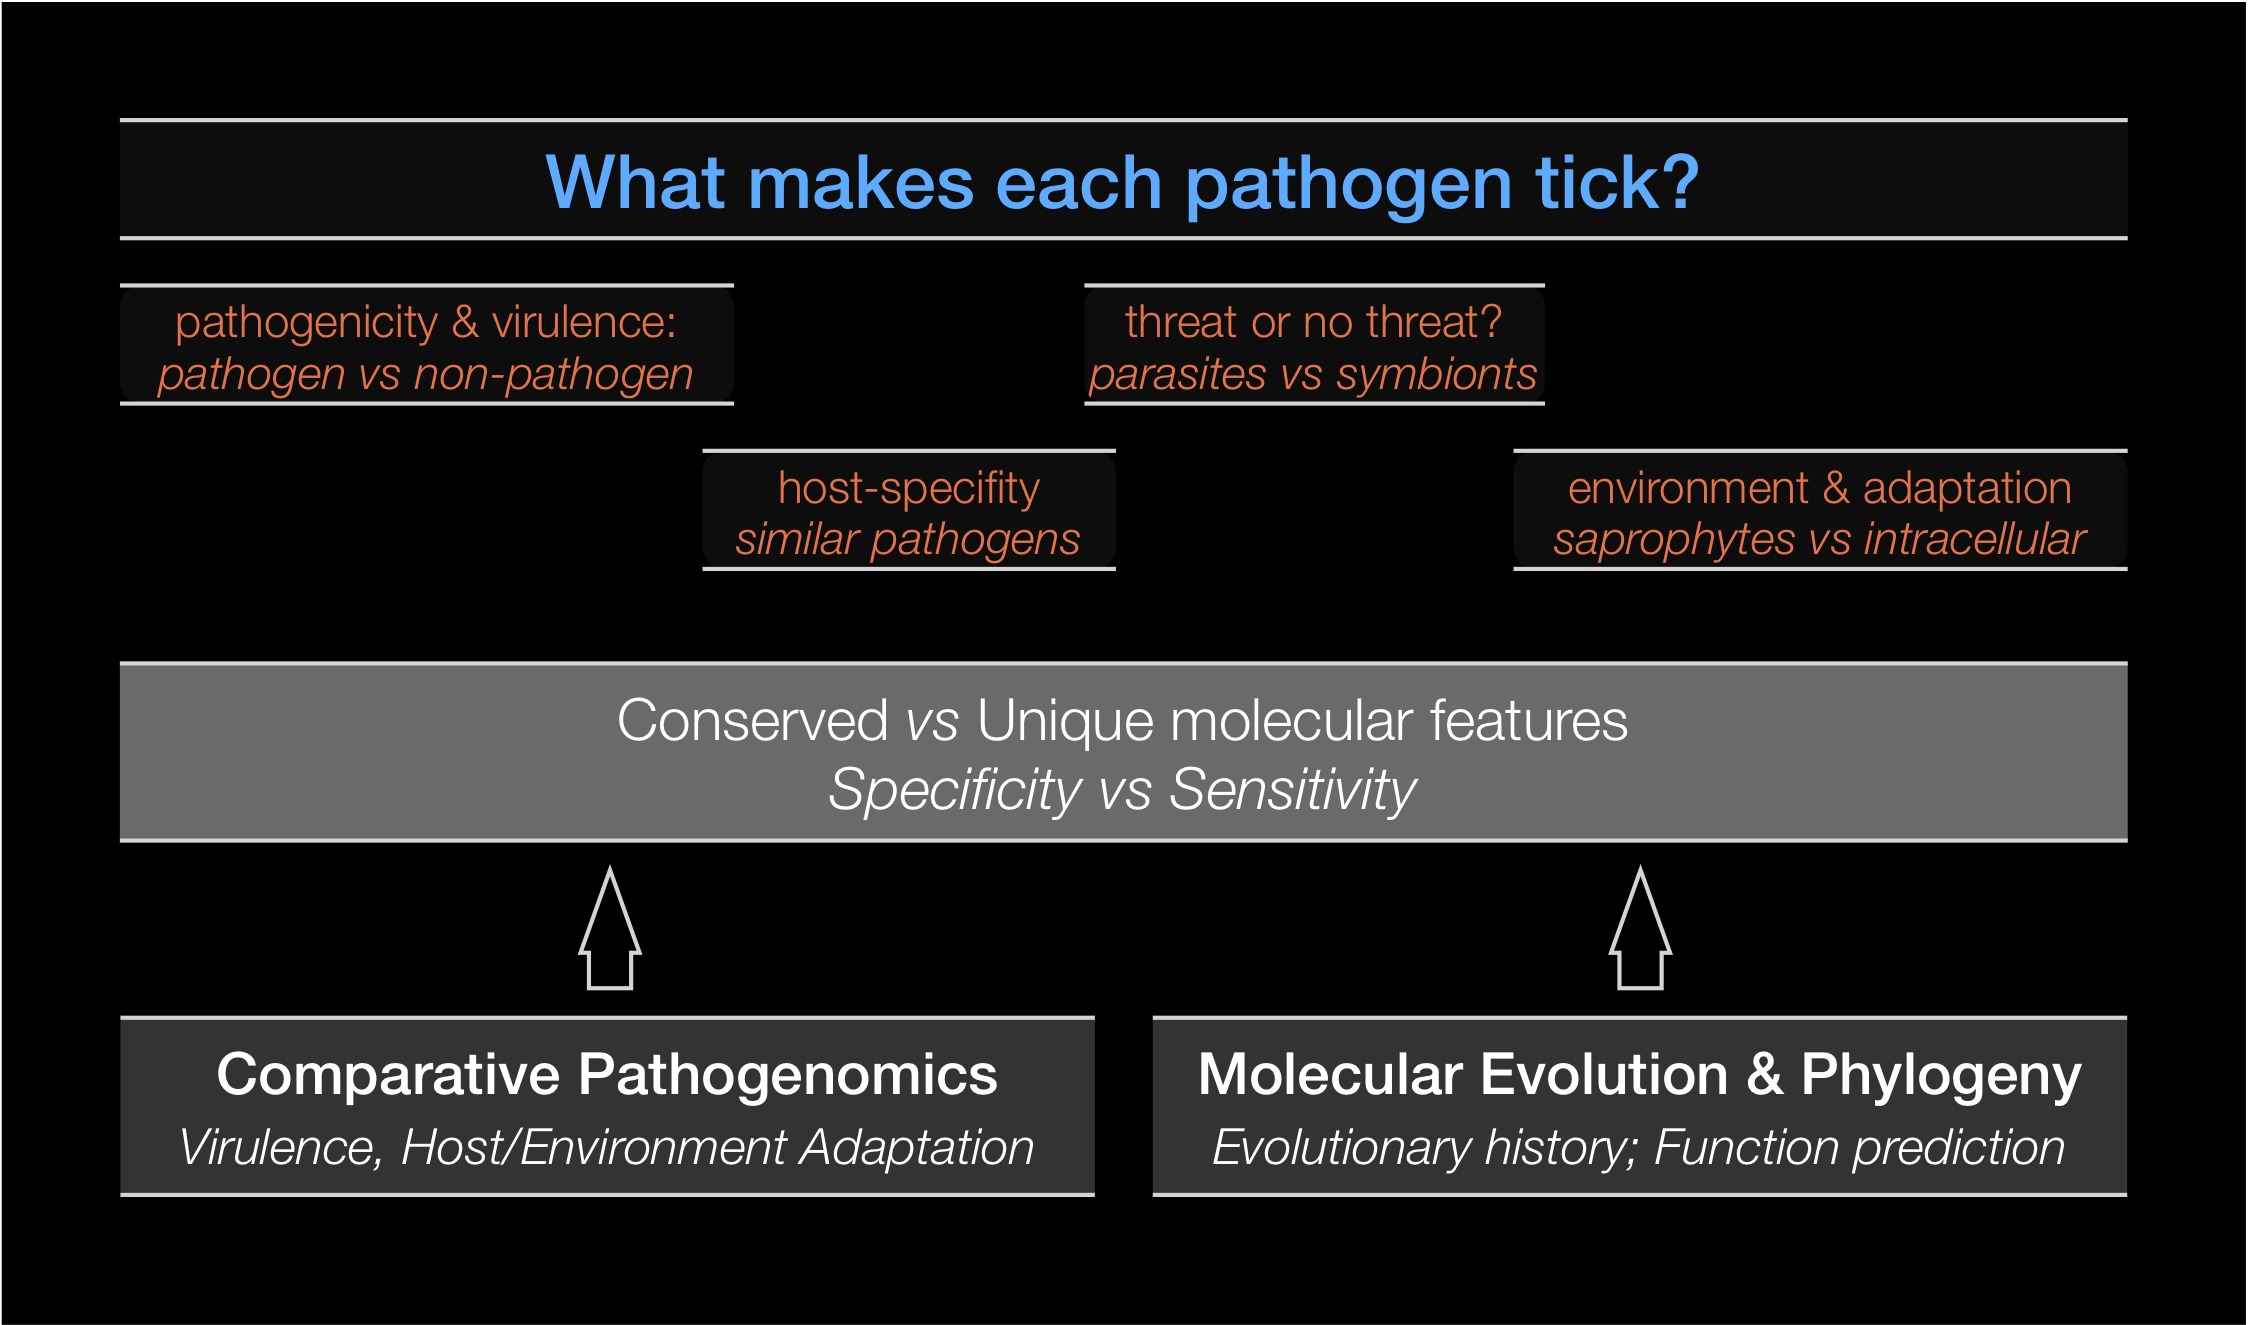 What makes each pathogen tick?
pathogenicity & virulence:
pathogen vs non-pathogen
threat or no threat?
parasites vs symbionts
host-specifity
similar pathogens
environment & adaptation
saprophytes vs intracellular
Conserved vs Unique molecular features
Specificity vs Sensitivity
Comparative Pathogenomics
Virulence, Host/Environment Adaptation
Molecular Evolution & Phylogeny
Evolutionary history; Function prediction